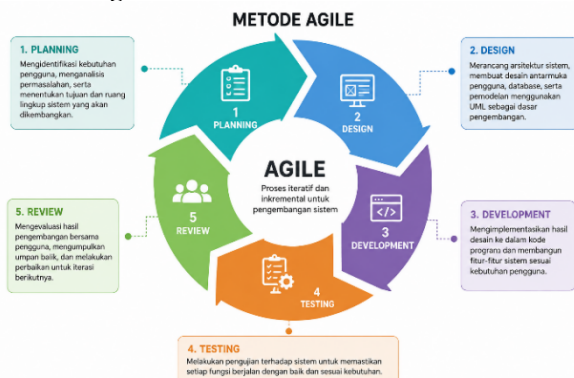 METODE AGILE
1. PLANNING
Mengidentifikasi kebutuhan
pengguna, menganalisis
permasalahan, serta
menentukan tujuan dan ruang
lingkup sistem yang akan
dikembangkan.
2. DESIGN
Merancang arsitektur sistem,
membuat desain antarmuka
pengguna, database, serta
pemodelan menggunakan
UML sebagai dasar
pengembangan.
1
PLANNING
2
DESIGN
AGILE
Proses iteratif dan
inkremental untuk
pengembangan sistem
5
REVIEW
3
DEVELOPMENT
4
TESTING
5. REVIEW
Mengevaluasi hasil
pengembangan bersama
pengguna, mengumpulkan
umpan balik, dan melakukan
perbaikan untuk iterasi
berikutnya.
3. DEVELOPMENT
Mengimplementasikan hasil
desain ke dalam kode
prograns dan membangun
fitur-fitur sistem sesuai
kebutuhan pengguna.
4. TESTING
Melakukan pengujian terhadap sistem untuk memastikan
setiap fungsi berjalan dengan baik dan sesuai kebutuhan.